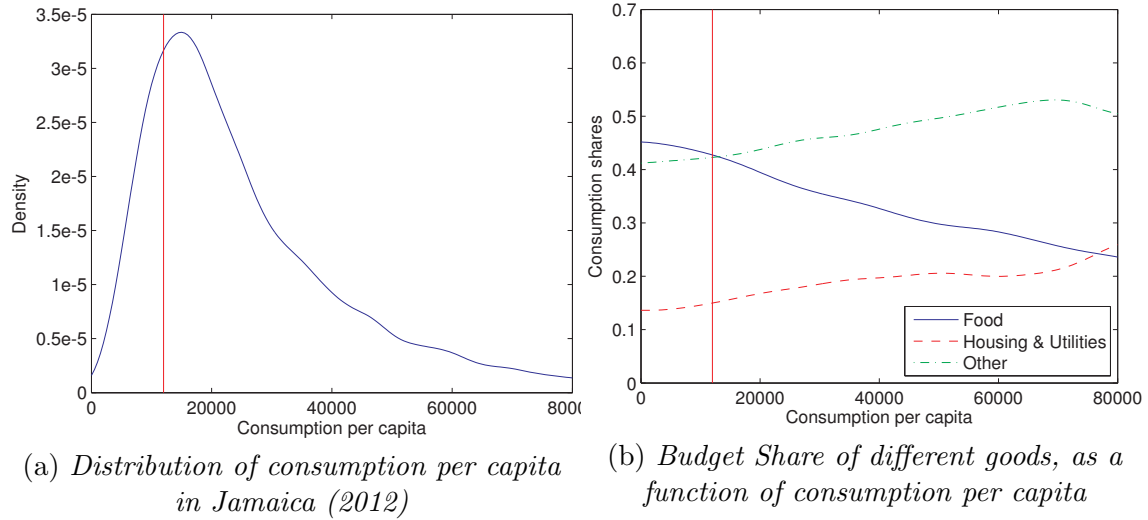 3.5e-5
3e-5
3.5e-5
2e-5
1.5e-5
1e-5
0.5e-5
0
Density
0 20000 40000 60000 8000
Consumption per capita
(a) Distribution of consumption per capita
in Jamaica (2012)
0.7
0.6
0.5
0.4
0.3
0.2
0.1
0
Consumption shares
Food
Housing & Utilities
Other
0 20000 40000 60000 80000
Consumption per capita
(b) Budget Share of different goods, as a
function of consumption per capita